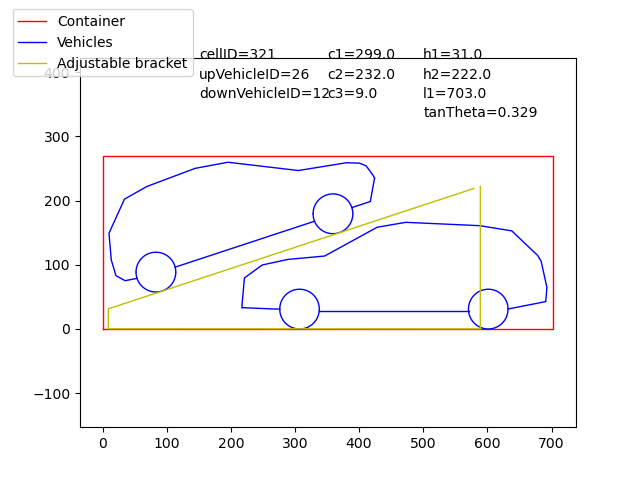 Container
Vehicles
Adjustable bracket
cellID=321 c1=299.0 h1=31.0
upVehicleID=26 c2=232.0 h2=222.0
downVehicleID=12 c3=9.0 l1=703.0
tanTheta=0.329
400
300
200
100
0
−100
0 100 200 300 400 500 600 700